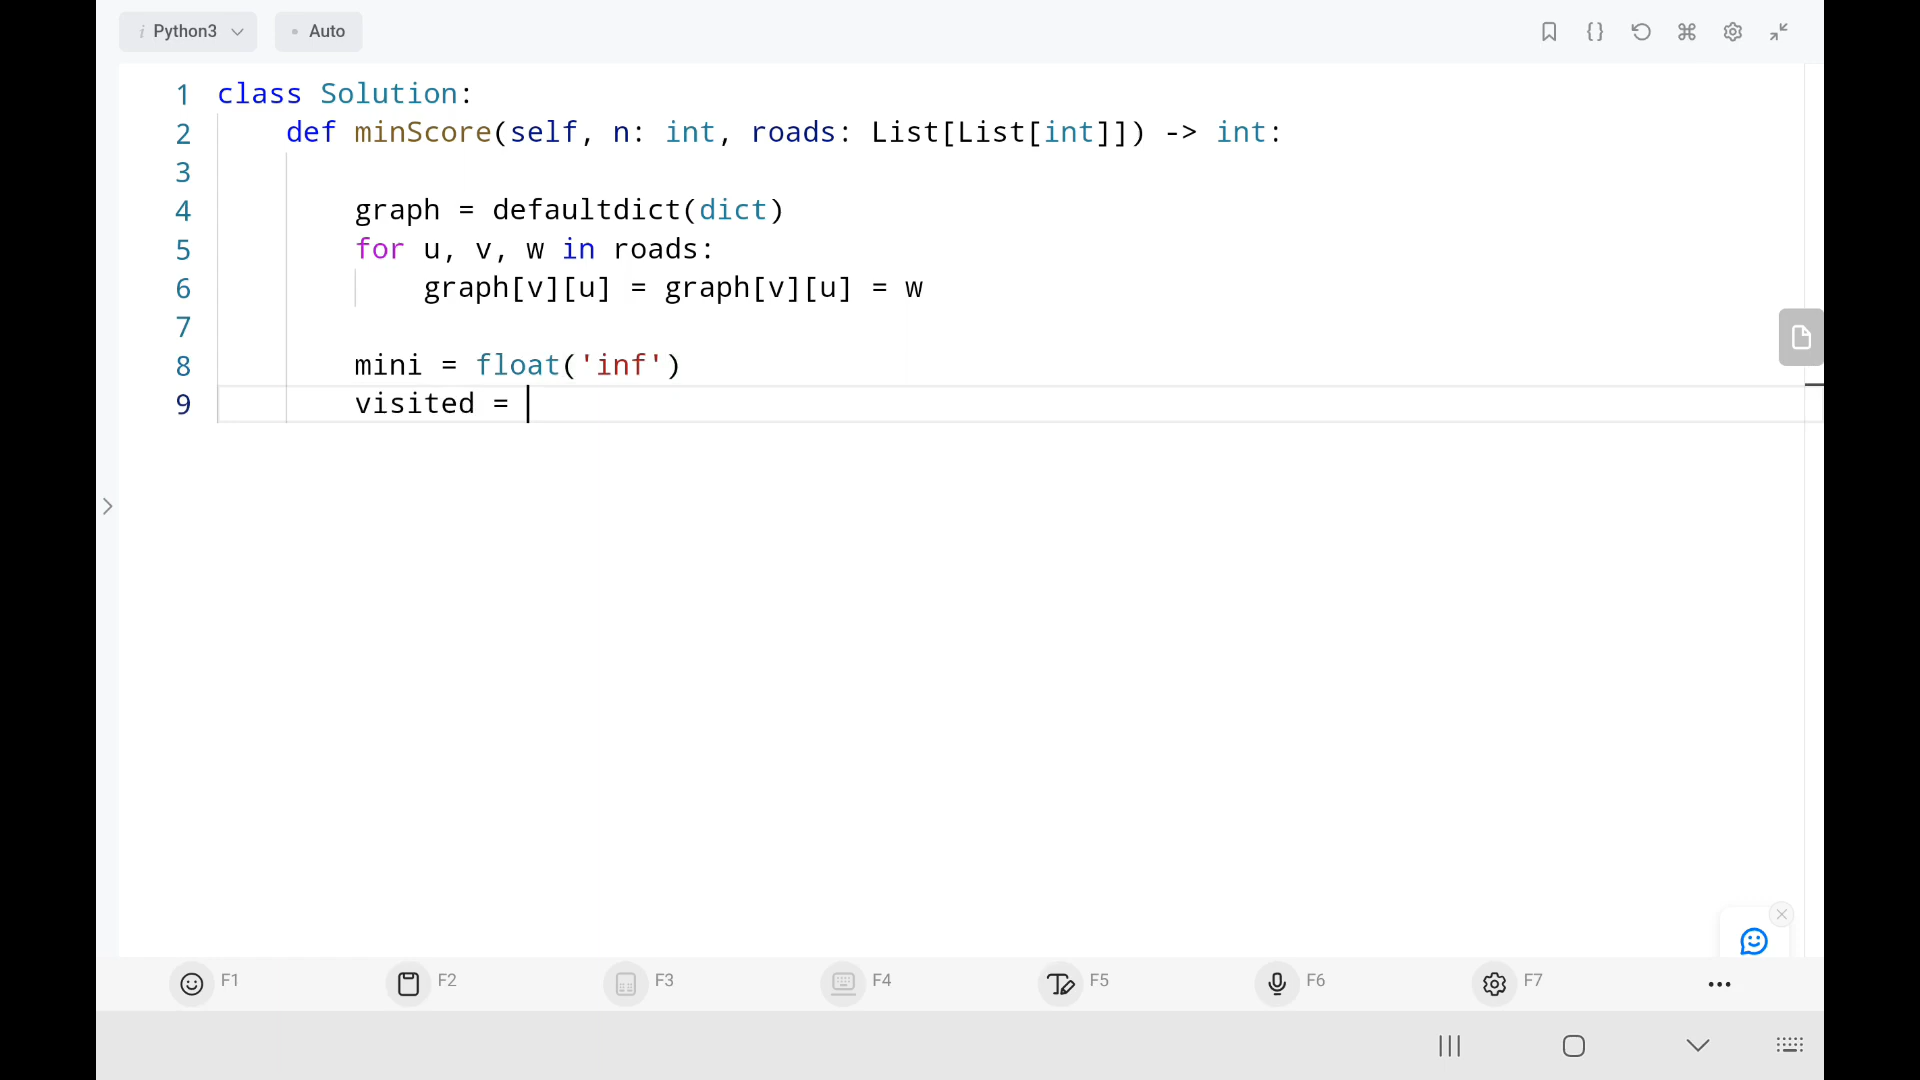 i Python3
Auto
1 class Solution:
2 def minScore(self, n: int, roads: List[List[int]]) -> int:
3
4 graph = defaultdict(dict)
5 for u, v, w in roads:
6 graph[v][u] = graph[v][u] = w
7
8 mini = float('inf')
9 visited =
F1 F2 F3 F4 F5 F6 F7